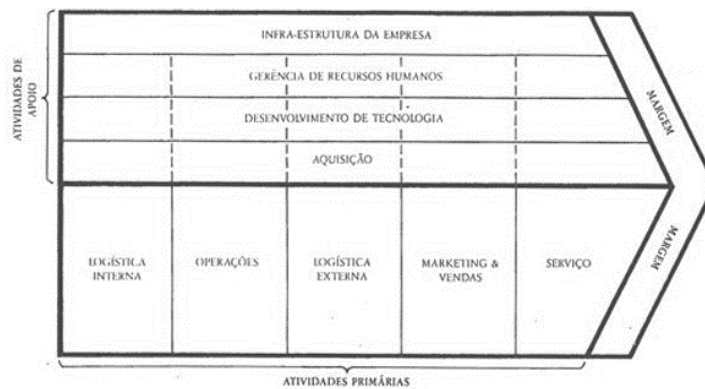 ATIVIDADES DE
APOIO
INFRA-ESTRUTURA DA EMPRESA
GERÊNCIA DE RECURSOS HUMANOS
DESENVOLVIMENTO DE TECNOLOGIA
AQUISIÇÃO
MARGEM
LOGÍSTICA
INTERNA
OPERAÇÕES
LOGÍSTICA
EXTERNA
MARKETING &
VENDAS
SERVIÇO
MARGEM
ATIVIDADES PRIMÁRIAS